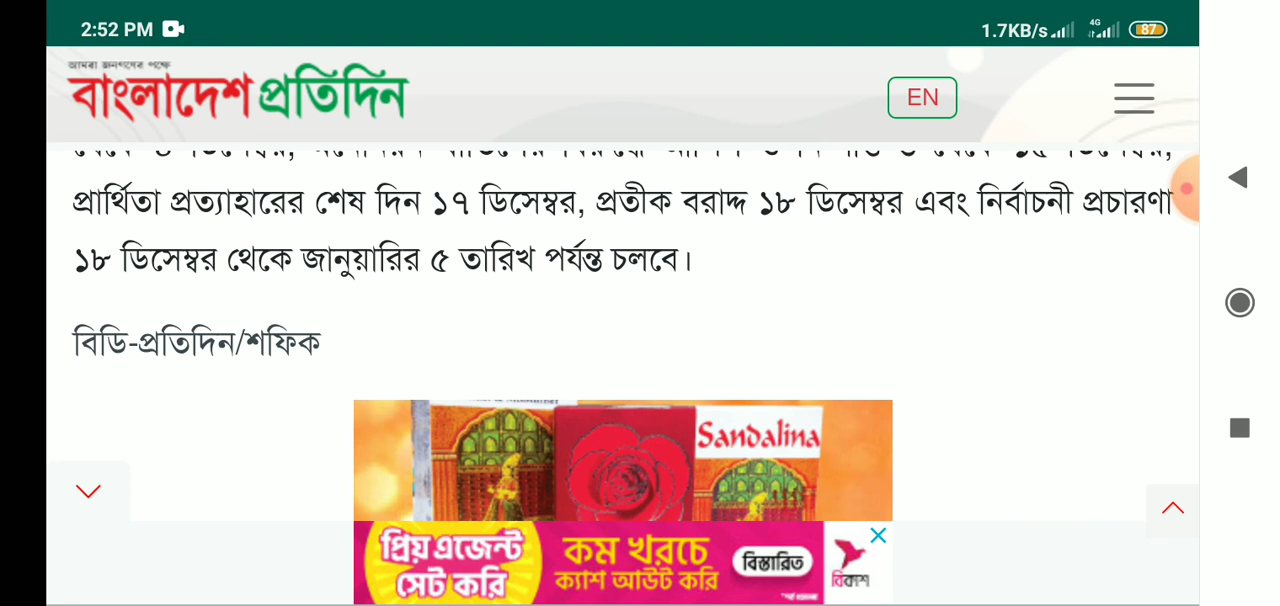 2:52 PM
1.7KB/s
4G
87
আমরা জনগণের পক্ষে
বাংলাদেশ প্রতিদিন
EN
প্রার্থিতা প্রত্যাহারের শেষ দিন ১৭ ডিসেম্বর, প্রতীক বরাদ্দ ১৮ ডিসেম্বর এবং নির্বাচনী প্রচারণা
১৮ ডিসেম্বর থেকে জানুয়ারির ৫ তারিখ পর্যন্ত চলবে।
বিডি-প্রতিদিন/শফিক
Sandalina
প্রিয় এজেন্ট
সেট করি
কম খরচে
ক্যাশ আউট করি
বিস্তারিত
বিকাশ